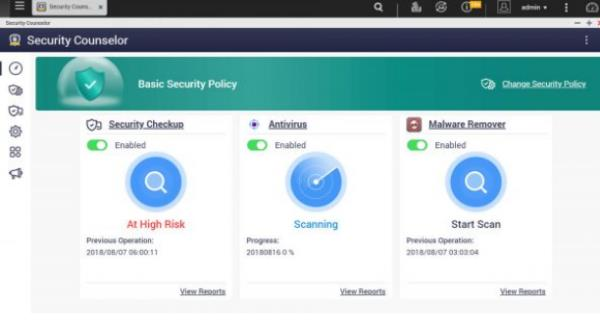 Security Couns... x
admin
Security Counselor
Security Counselor
Basic Security Policy
Change Security Policy
Security Checkup
Enabled
At High Risk
Previous Operation:
2018/08/07 06:00:11
View Reports
Antivirus
Enabled
Scanning
Progress:
20180816 0 %
View Reports
Malware Remover
Enabled
Start Scan
Previous Operation:
2018/08/07 03:03:04
View Reports